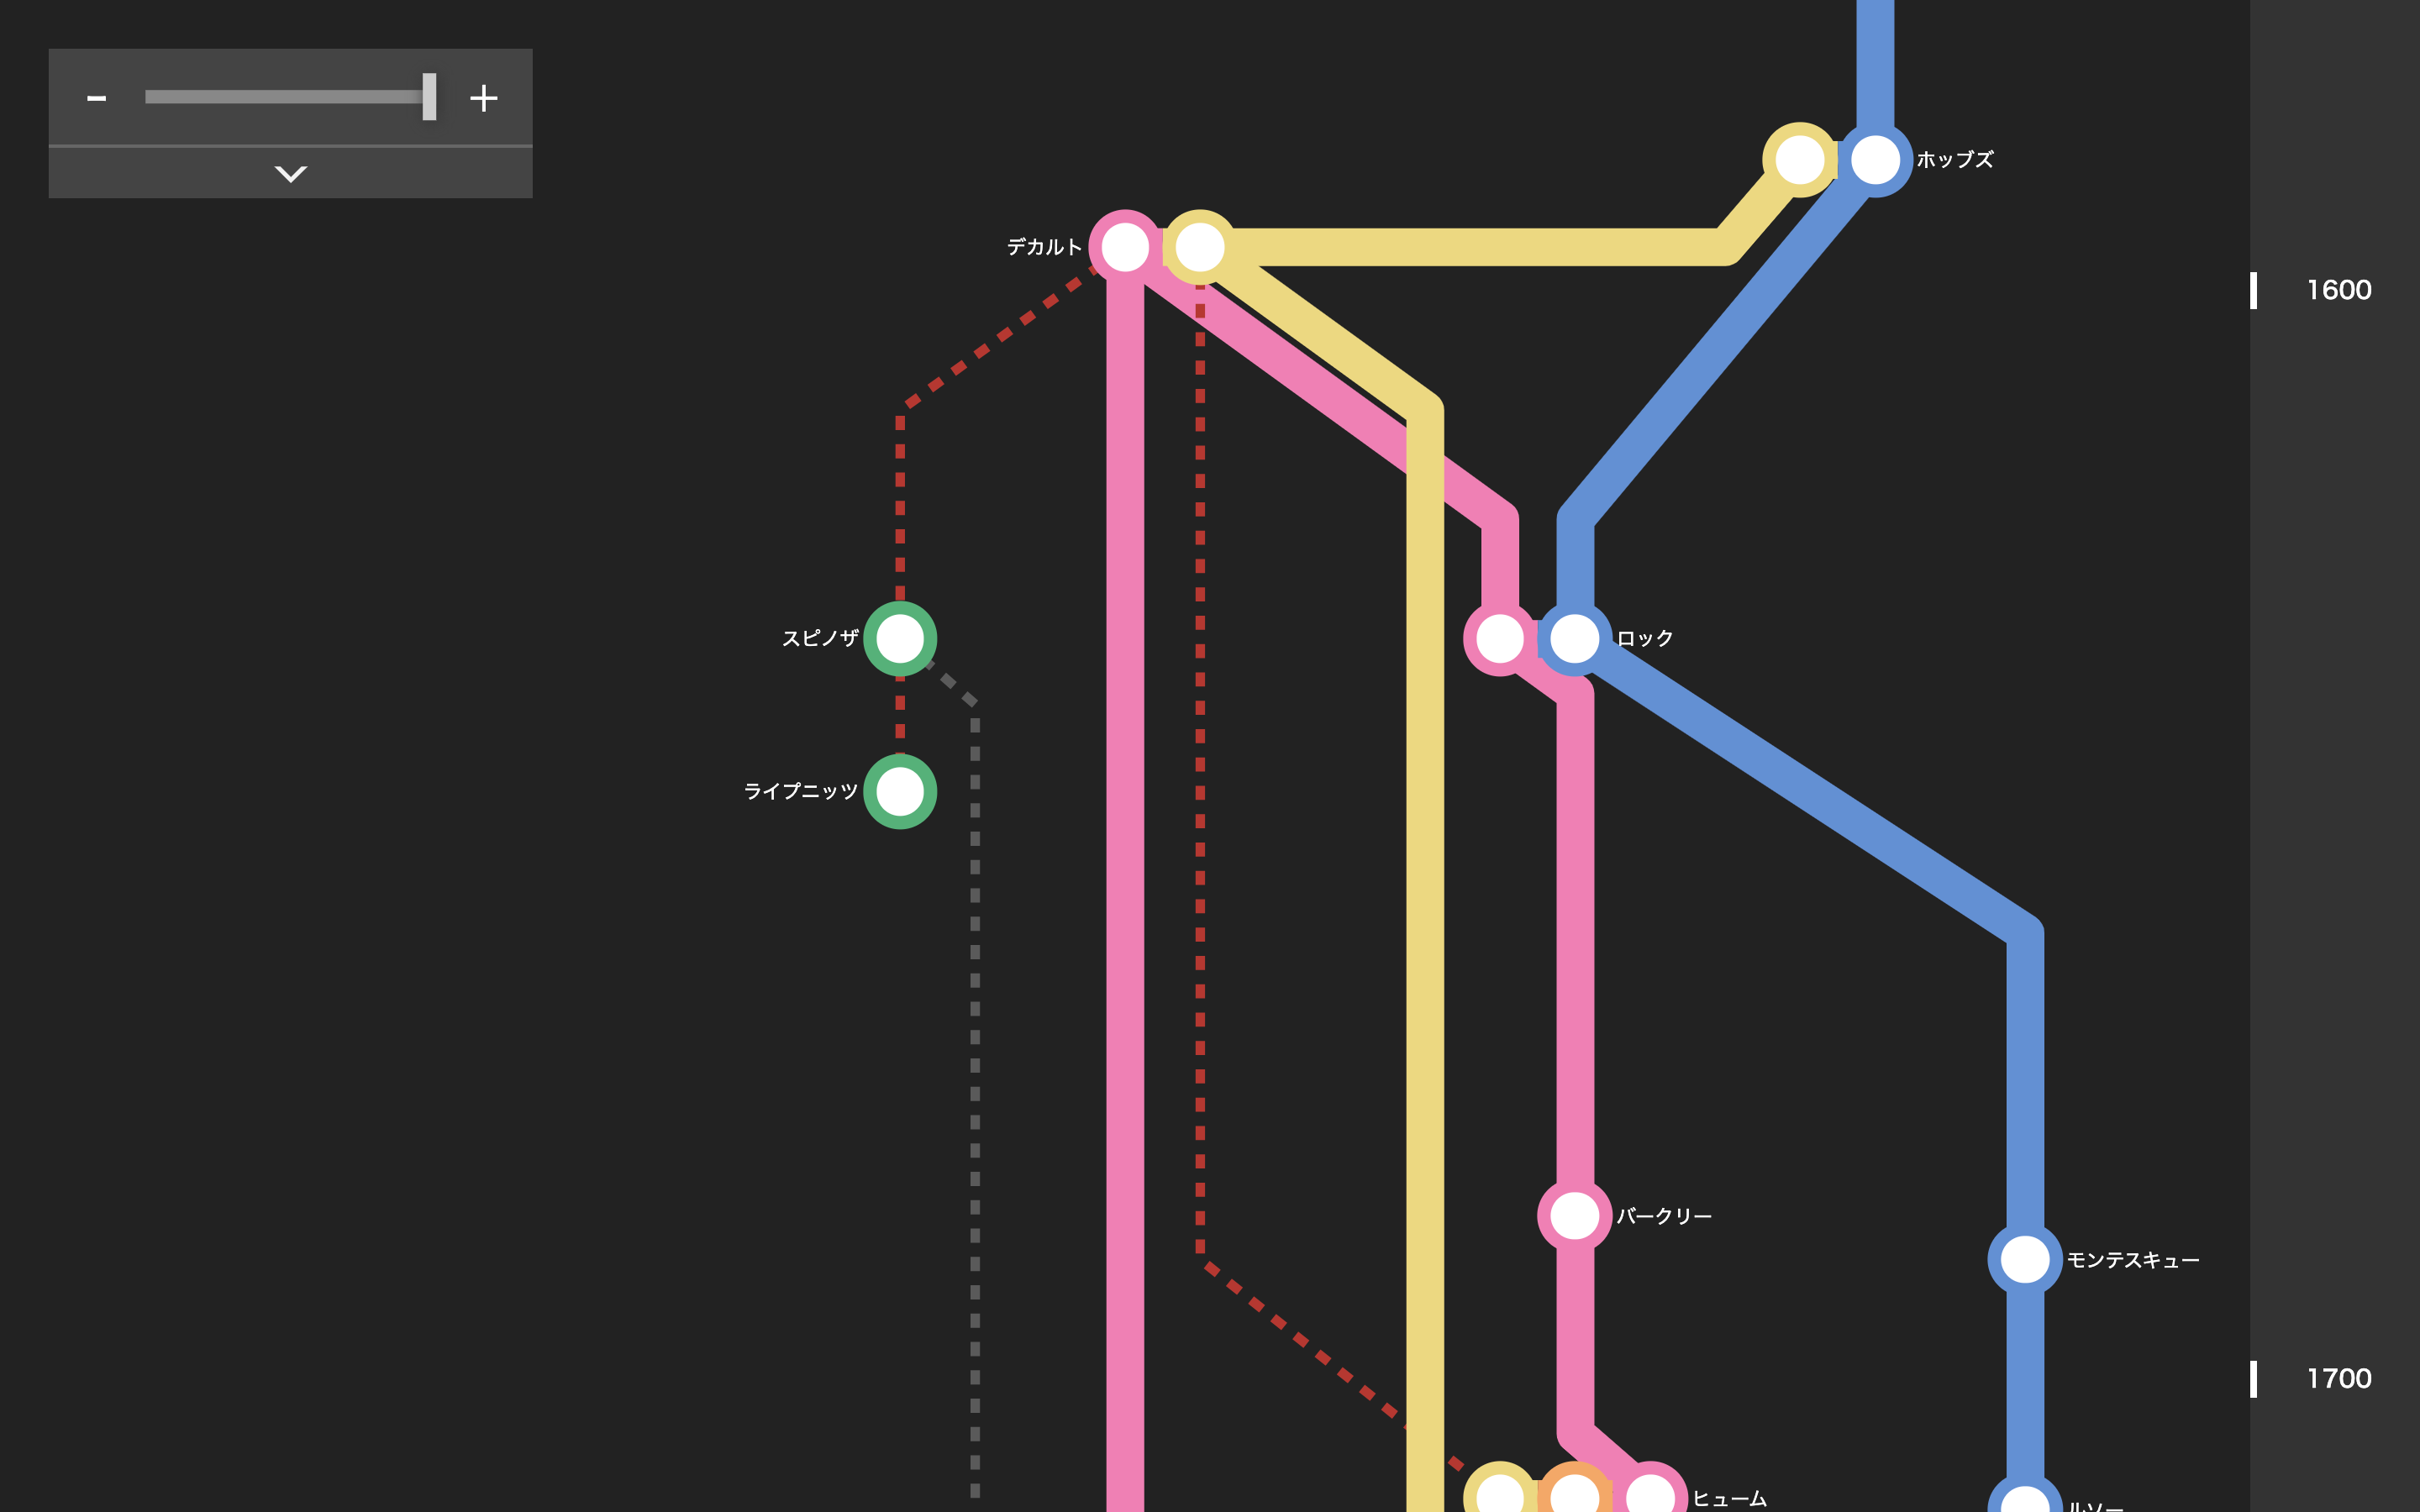 -
+
ホッブズ
デカルト
1600
スピノザ
ロック
ライプニッツ
バークリー
モンテスキュー
1700
ヒューム